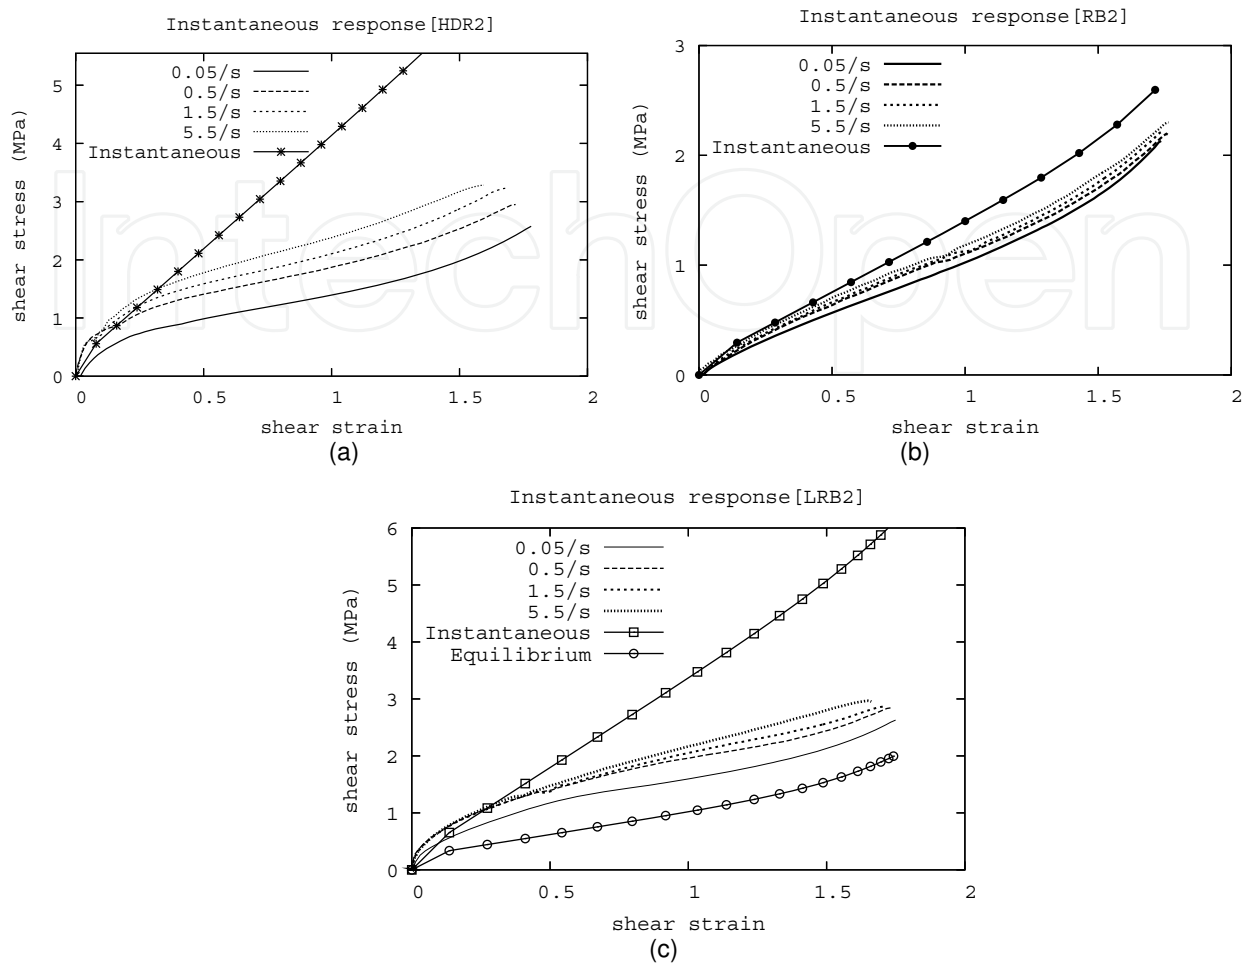 Instantaneous response[HDR2]
shear stress (MPa)
5
4
3
2
1
0
0.05/s
0.5/s
1.5/s
5.5/s
Instantaneous
0 0.5 1 1.5 2
shear strain
(a)
Instantaneous response[RB2]
shear stress (MPa)
3
2
1
0
0.05/s
0.5/s
1.5/s
5.5/s
Instantaneous
0 0.5 1 1.5 2
shear strain
(b)
IntechOpen
Instantaneous response[LRB2]
shear stress (MPa)
6
5
4
3
2
1
0
0.05/s
0.5/s
1.5/s
5.5/s
Instantaneous
Equilibrium
0 0.5 1 1.5 2
shear strain
(c)